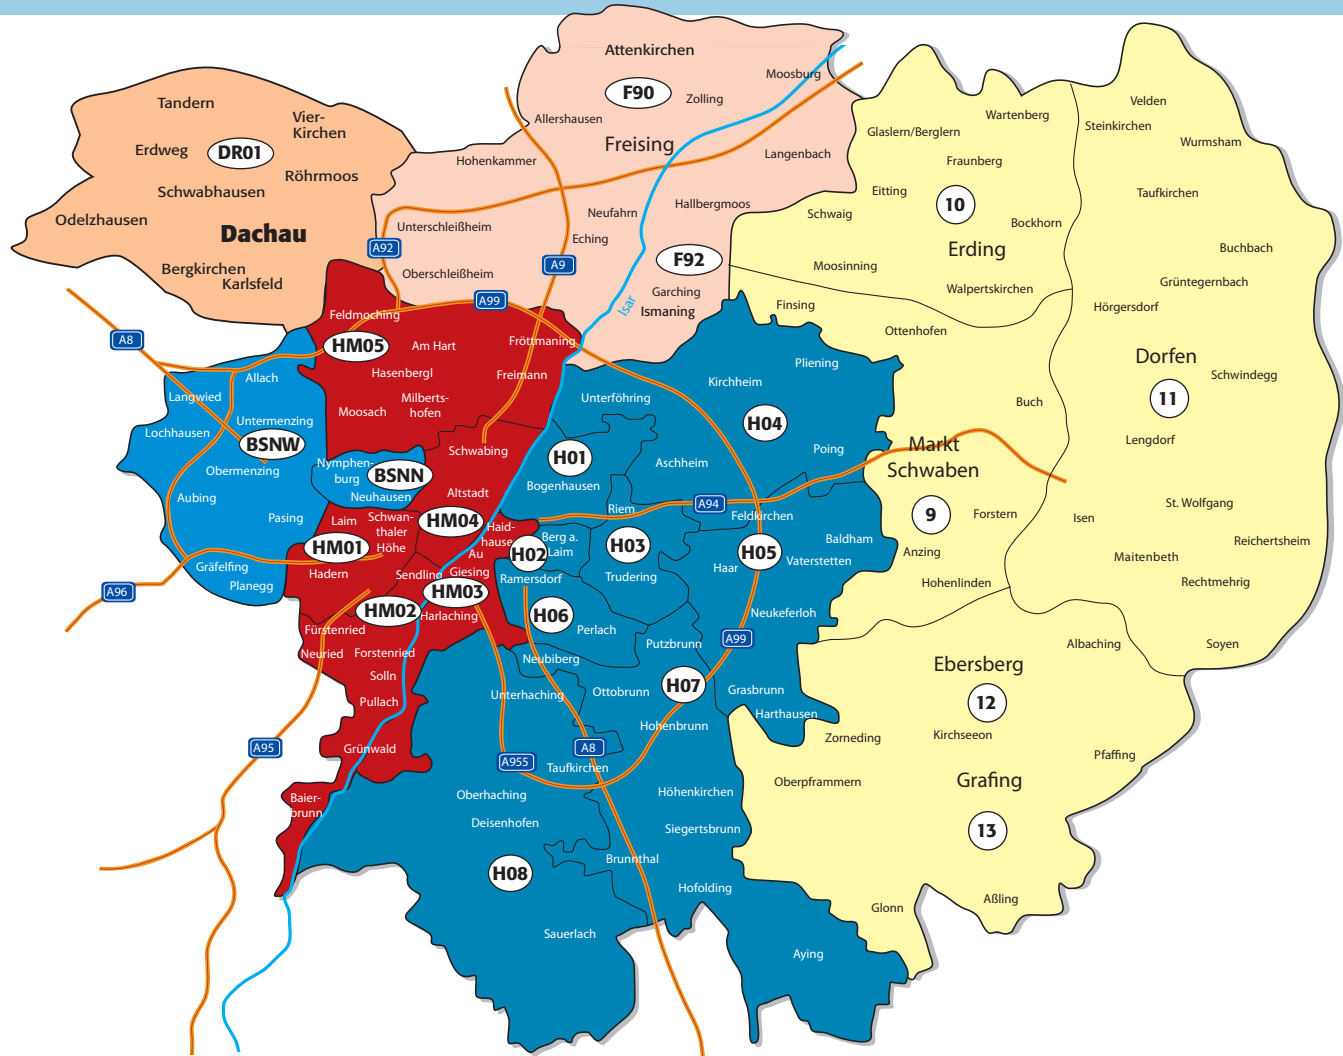 Attenkirchen
F90
Zolling
Moosburg
Allershausen
Freising
Hohenkammer
Langenbach
Hallbergmoos
Neufahrn
Unterschleißheim
Eching
A92
A9
F92
Oberschleißheim
Garching
Ismaning
Isar
A99
Tandern
Vier-
Kirchen
Erdweg
DR01
Röhrmoos
Schwabhausen
Odelzhausen
Dachau
Bergkirchen
Karlsfeld
Velden
Steinkirchen
Wartenberg
Glaslern/Berglern
Wurmsham
Fraunberg
Eitting
10
Taufkirchen
Schwaig
Bockhorn
Erding
Buchbach
Moosinning
Walpertskirchen
Grüntegernbach
Finsing
Hörgersdorf
Ottenhofen
Dorfen
Schwindegg
11
Buch
Lengdorf
Markt
Schwaben
9
Forstern
Isen
St. Wolfgang
Reichertsheim
Anzing
Maitenbeth
Hohenlinden
Rechtmehrig
Albaching
Soyen
Ebersberg
12
Kirchseeon
Zorneding
Pfaffing
Oberpframmern
Grafing
13
Glonn
Aßling
A8
Feldmoching
HM05
Am Hart
Fröttmaning
Hasenbergl
Freimann
Moosach
Milberts-
hofen
Schwabing
Altstadt
HM04
Haid-
hause
Au
Laim
Schwan-
thaler
Höhe
HM01
Hadern
Sendling
Giesing
HM03
HM02
Harlaching
Fürstenried
Neuried
Forstenried
Solln
Pullach
Grünwald
Baier-
brunn
Allach
Langwied
Untermenzing
Lochhausen
BSNW
Obermenzing
Nymphen-
burg
BSNN
Neuhausen
Aubing
Pasing
Gräfelfing
Planegg
A96
A95
Unterföhring
Kirchheim
Pliening
H04
H01
Bogenhausen
Aschheim
Poing
Riem
A94
Feldkirchen
H02
Berg a.
Laim
H03
Trudering
H05
Haar
Baldham
Vaterstetten
Ramersdorf
H06
Perlach
Neukeferloh
Putzbrunn
A99
Neubiberg
Unterhaching
Ottobrunn
H07
Grasbrunn
Harthausen
Hohenbrunn
A955
A8
Taufkirchen
Oberhaching
Höhenkirchen
Deisenhofen
Siegertsbrunn
H08
Brunnthal
Hofolding
Sauerlach
Aying